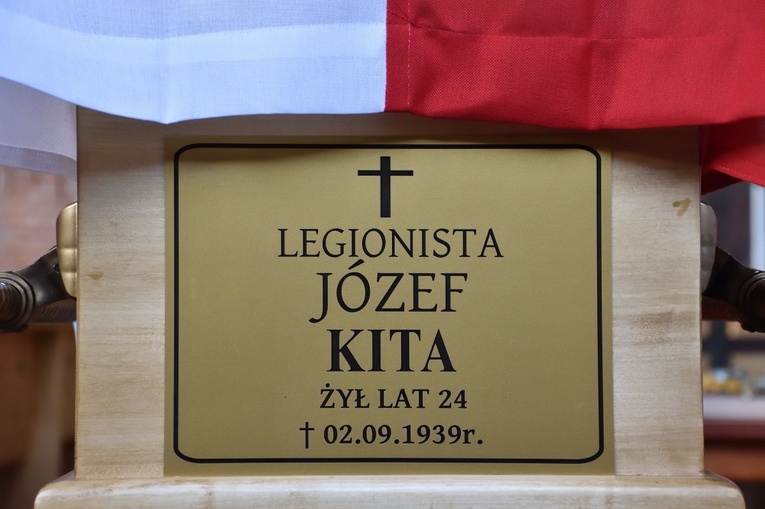 LEGIONISTA
JÓZEF
KITA
ŻYŁ LAT 24
† 02.09.1939r.